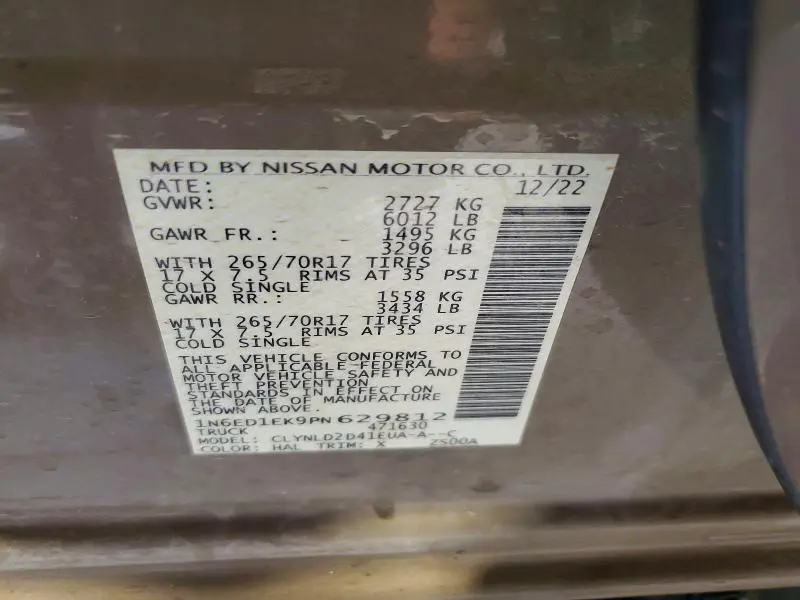 MFD BY NISSAN MOTOR CO., LTD.
DATE: 12/22
GVWR: 2727 KG
6012 LB
GAWR FR.: 1495 KG
3296 LB
WITH 265/70R17 TIRES
17 X 7.5 RIMS AT 35 PSI
COLD SINGLE
GAWR RR.: 1558 KG
3434 LB
WITH 265/70R17 TIRES
17 X 7.5 RIMS AT 35 PSI
COLD SINGLE
THIS VEHICLE CONFORMS TO
ALL APPLICABLE FEDERAL
MOTOR VEHICLE SAFETY AND
THEFT PREVENTION
STANDARDS IN EFFECT ON
THE DATE OF MANUFACTURE
SHOWN ABOVE.
1N6ED1EK9PN 629812
TRUCK 471630
MODEL: CLYNLD2D41EUA-A--C
COLOR: HAL TRIM: X ZS00A